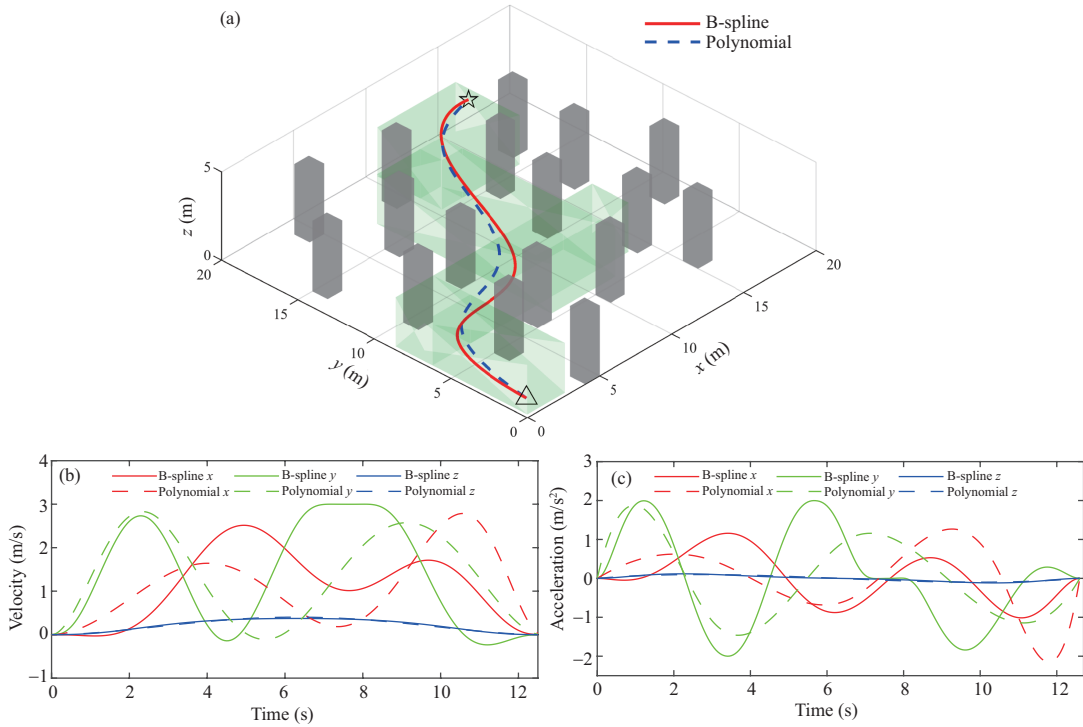 (a)
B-spline
Polynomial
5
z (m)
0
20
15
y (m)
10
5
0
0
5
10
x (m)
15
20
(b)
B-spline x B-spline y B-spline z
Polynomial x Polynomial y Polynomial z
4
3
2
1
0
−1
Velocity (m/s)
0 2 4 6 8 10 12
Time (s)
(c)
B-spline x B-spline y B-spline z
Polynomial x Polynomial y Polynomial z
3
2
1
0
−1
−2
Acceleration (m/s²)
0 2 4 6 8 10 12
Time (s)